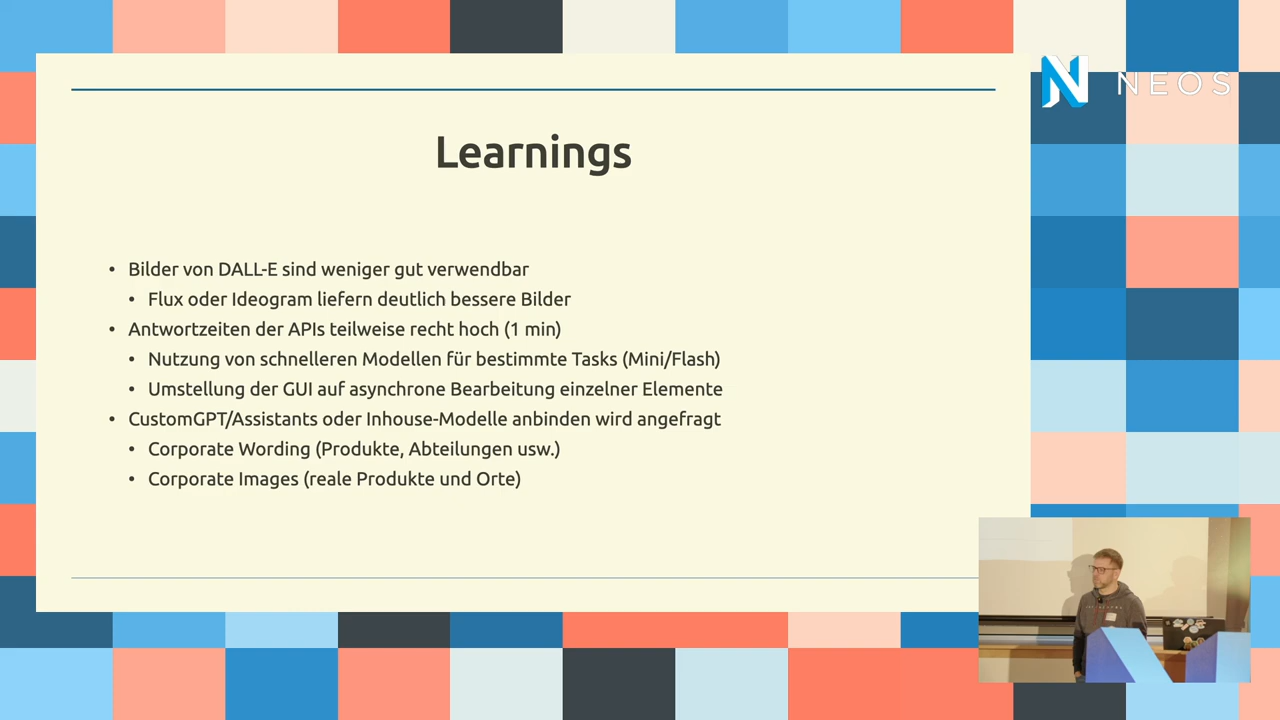 NEOS
Learnings
• Bilder von DALL-E sind weniger gut verwendbar
• Flux oder Ideogram liefern deutlich bessere Bilder
• Antwortzeiten der APIs teilweise recht hoch (1 min)
• Nutzung von schnelleren Modellen für bestimmte Tasks (Mini/Flash)
• Umstellung der GUI auf asynchrone Bearbeitung einzelner Elemente
• CustomGPT/Assistants oder Inhouse-Modelle anbinden wird angefragt
• Corporate Wording (Produkte, Abteilungen usw.)
• Corporate Images (reale Produkte und Orte)